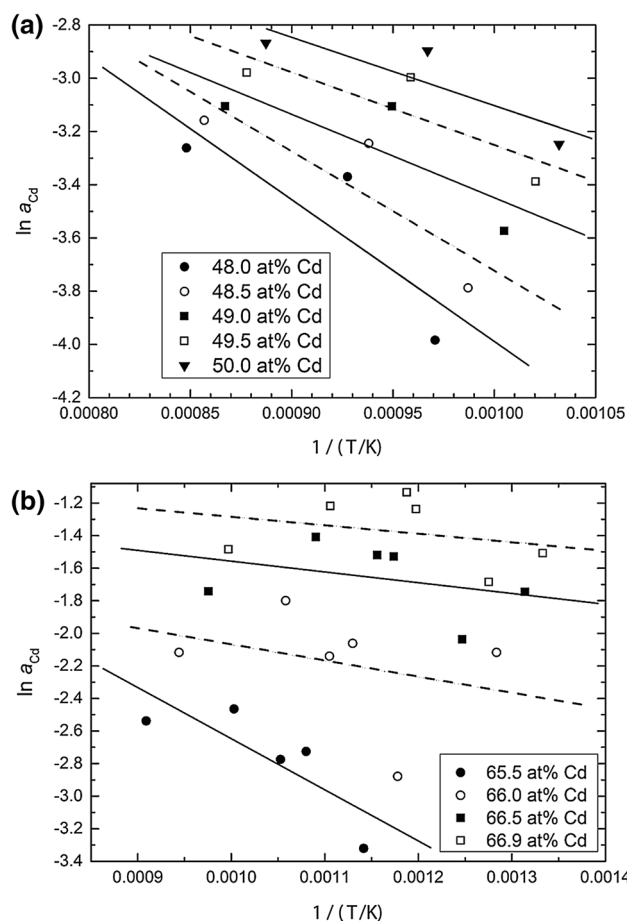 (a)
-2.8
-3.0
-3.2
-3.4
-3.6
-3.8
-4.0
-4.2
ln a_Cd
48.0 at% Cd
48.5 at% Cd
49.0 at% Cd
49.5 at% Cd
50.0 at% Cd
0.00080 0.00085 0.00090 0.00095 0.00100 0.00105
1 / (T/K)
(b)
-1.2
-1.4
-1.6
-1.8
-2.0
-2.2
-2.4
-2.6
-2.8
-3.0
-3.2
-3.4
ln a_Cd
65.5 at% Cd
66.0 at% Cd
66.5 at% Cd
66.9 at% Cd
0.0009 0.0010 0.0011 0.0012 0.0013 0.0014
1 / (T/K)